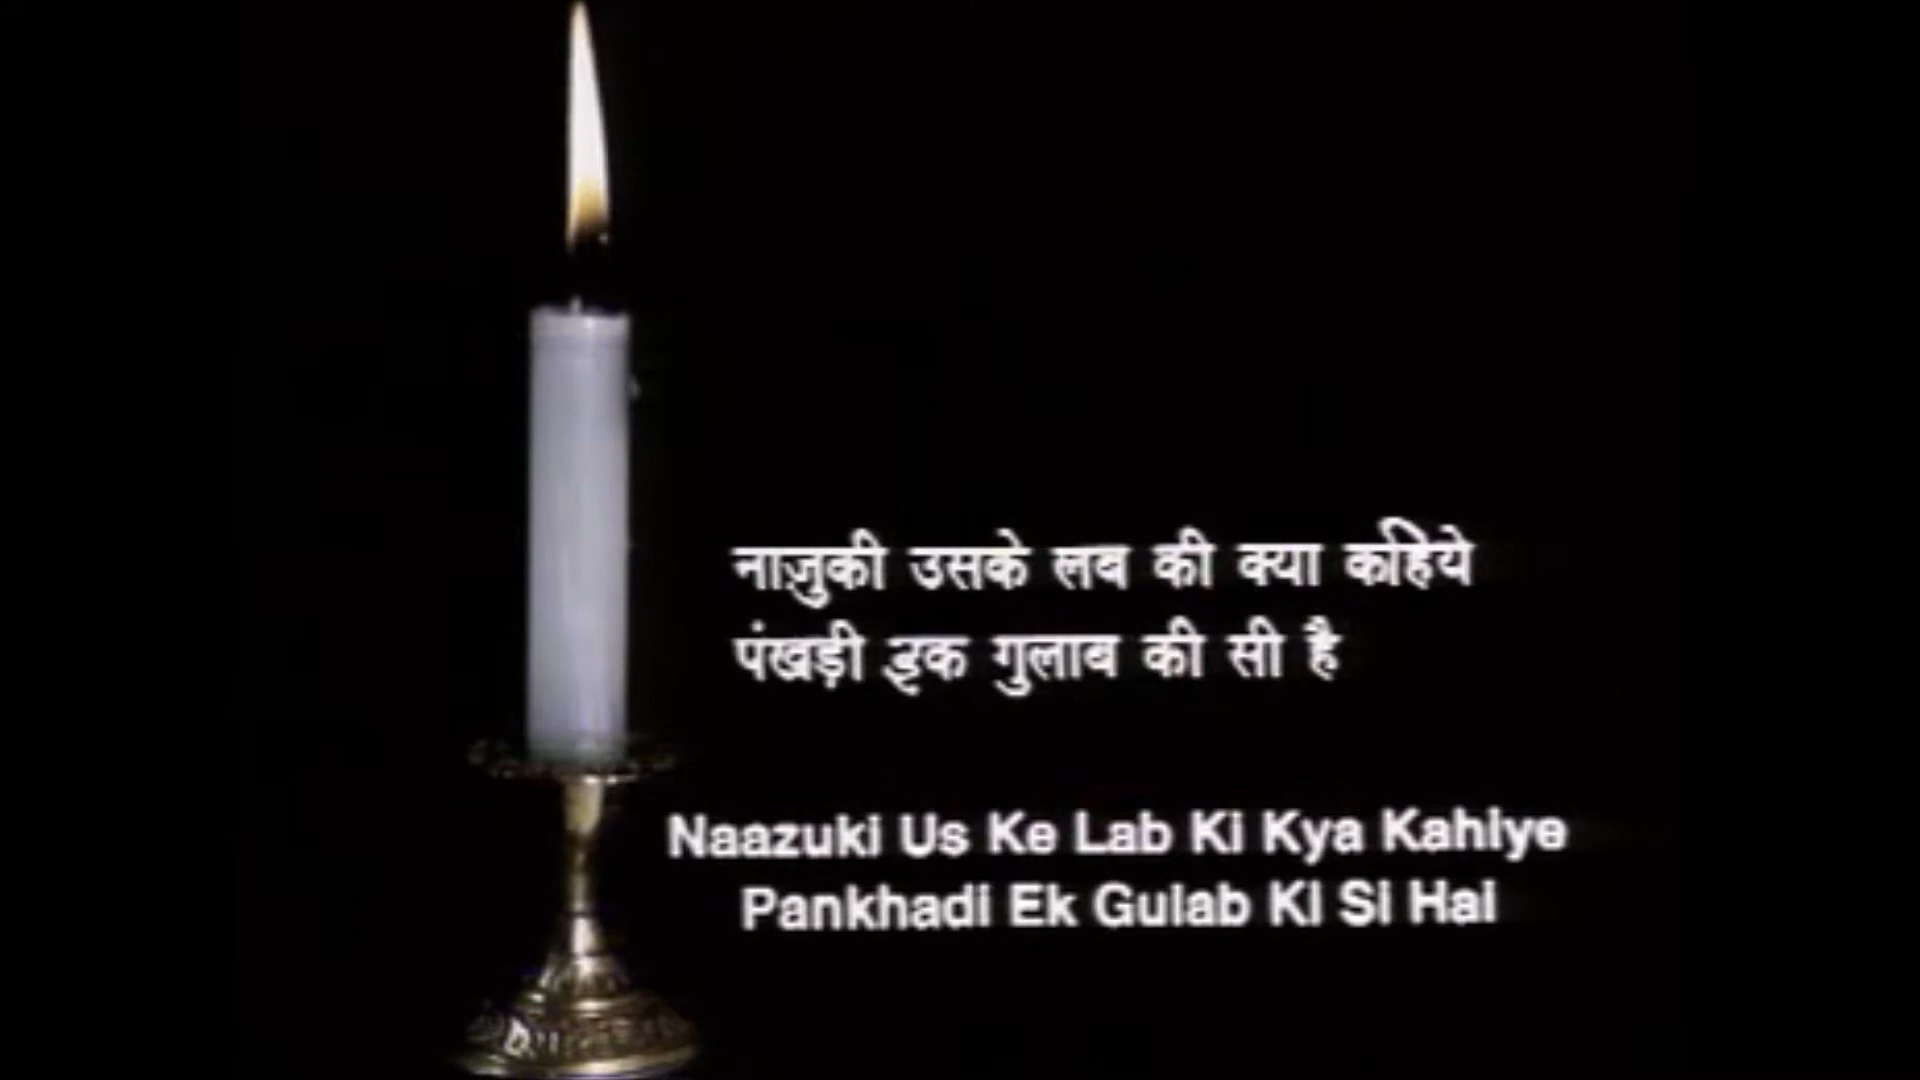 नाज़ुकी उसके लब की क्या कहिये
पंखड़ी इक गुलाब की सी है
Naazuki Us Ke Lab Ki Kya Kahiye
Pankhadi Ek Gulab Ki Si Hai